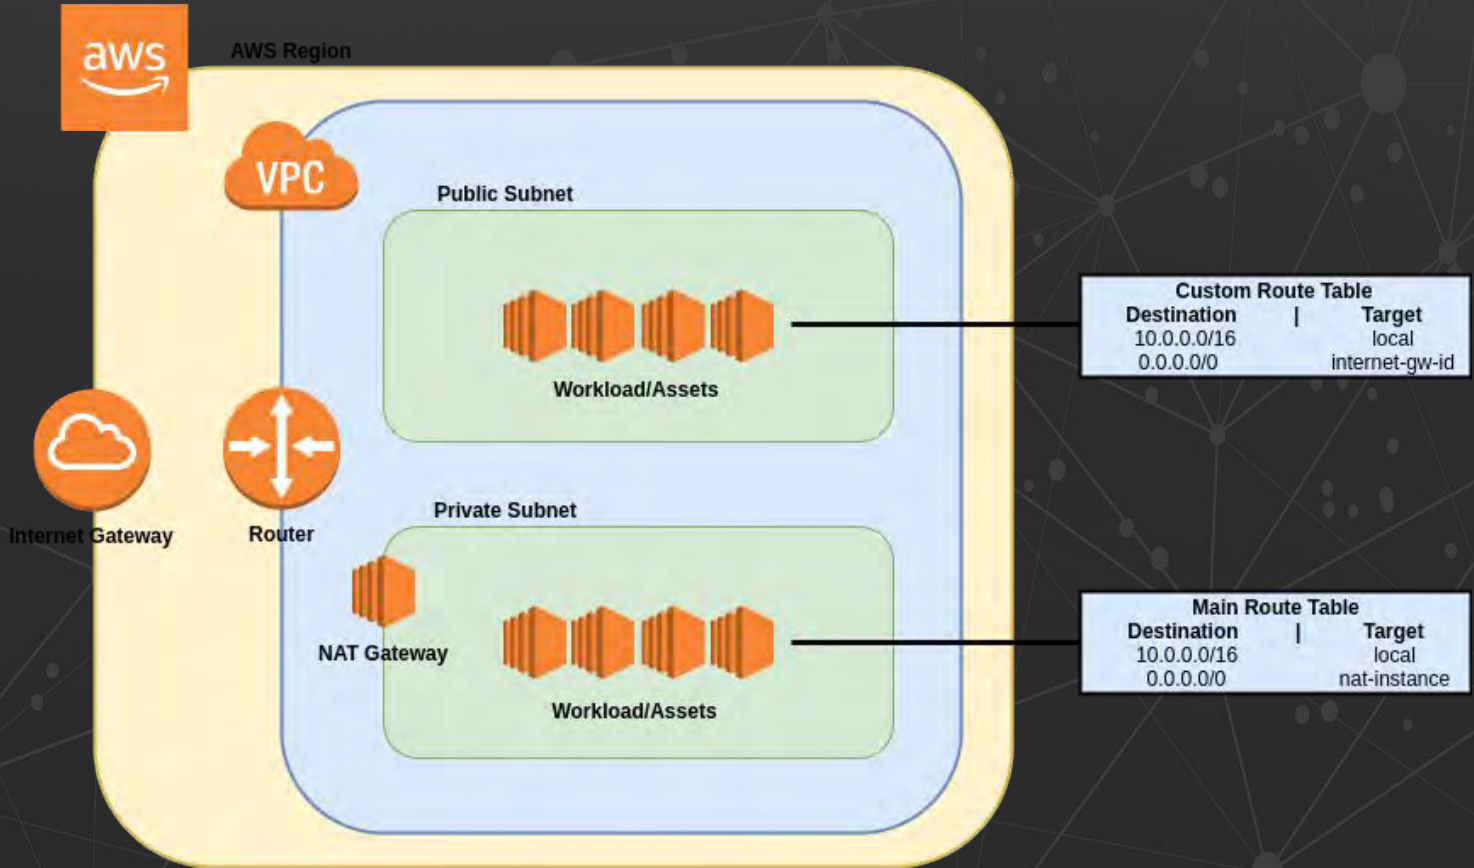 aws
AWS Region
VPC
Public Subnet
Workload/Assets
Custom Route Table
Destination | Target
10.0.0.0/16 local
0.0.0.0/0 internet-gw-id
Internet Gateway
Router
Private Subnet
NAT Gateway
Workload/Assets
Main Route Table
Destination | Target
10.0.0.0/16 local
0.0.0.0/0 nat-instance